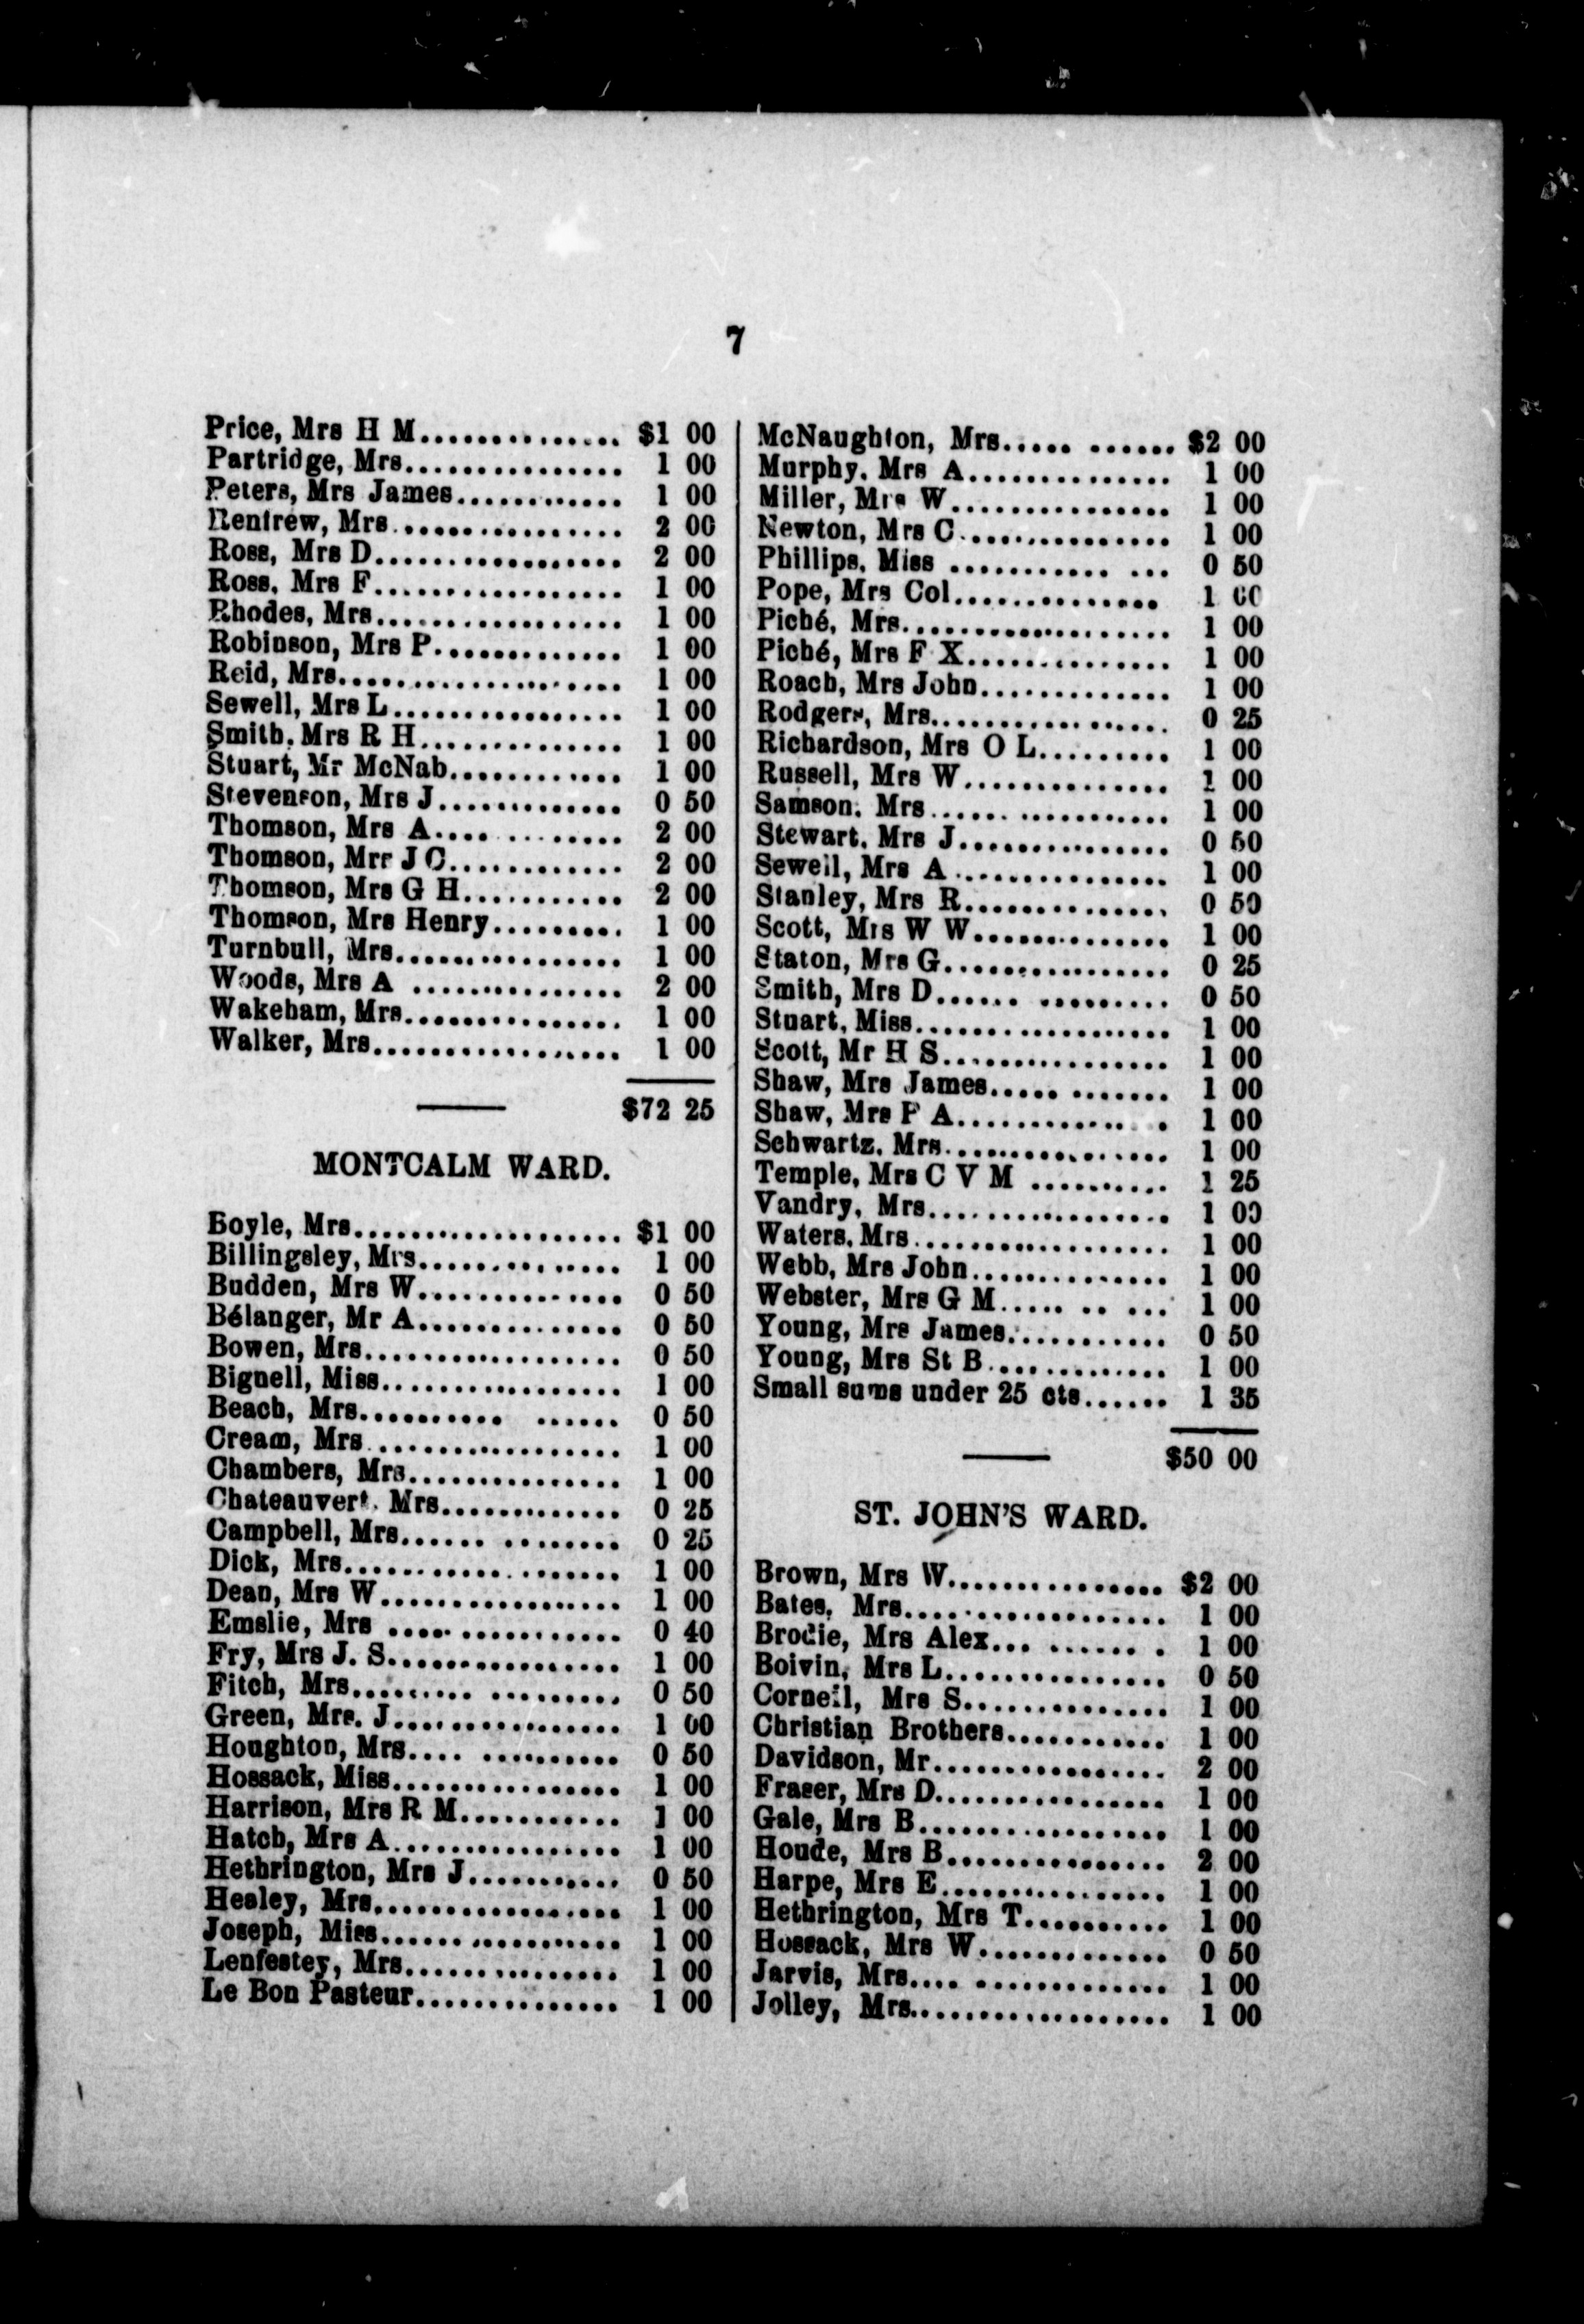 7
Price, Mrs H M............... $1 00
Partridge, Mrs................ 1 00
Peters, Mrs James............ 1 00
Renfrew, Mrs................. 2 00
Ross, Mrs D.................. 2 00
Ross, Mrs F.................. 1 00
Rhodes, Mrs.................. 1 00
Robinson, Mrs P.............. 1 00
Reid, Mrs.................... 1 00
Sewell, Mrs L................. 1 00
Smith, Mrs R H............... 1 00
Stuart, Mr McNab............. 1 00
Stevenson, Mrs J............. 0 50
Thomson, Mrs A.............. 2 00
Thomson, Mrs J C............. 2 00
Thomson, Mrs G H............ 2 00
Thomson, Mrs Henry.......... 1 00
Turnbull, Mrs................. 1 00
Woods, Mrs A ............... 2 00
Wakeham, Mrs................ 1 00
Walker, Mrs.................. 1 00
$72 25
MONTCALM WARD.
Boyle, Mrs.................... $1 00
Billingsley, Mrs............... 1 00
Budden, Mrs W............... 0 50
Bélanger, Mr A............... 0 50
Bowen, Mrs................... 0 50
Bignell, Miss.................. 1 00
Beach, Mrs.......... ...... 0 50
Cream, Mrs................... 1 00
Chambers, Mrs............... 1 00
Chateauvert, Mrs............. 0 25
Campbell, Mrs...... ........ 0 25
Dick, Mrs.................... 1 00
Dean, Mrs W................. 1 00
Emslie, Mrs ................. 0 40
Fry, Mrs J. S................. 1 00
Fitch, Mrs......... ......... 0 50
Green, Mrs. J................. 1 00
Houghton, Mrs.... .......... 0 50
Hossack, Miss................. 1 00
Harrison, Mrs R M............ 1 00
Hatch, Mrs A................. 1 00
Hethrington, Mrs J........... 0 50
Healey, Mrs.................. 1 00
Joseph, Miss.................. 1 00
Lenfestey, Mrs................ 1 00
Le Bon Pasteur............... 1 00
McNaughton, Mrs..... ...... $2 00
Murphy, Mrs A............... 1 00
Miller, Mrs W................ 1 00
Newton, Mrs C............... 1 00
Phillips, Miss ........... ... 0 50
Pope, Mrs Col............... 1 00
Piché, Mrs................... 1 00
Piché, Mrs F X............... 1 00
Roach, Mrs John.............. 1 00
Rodgers, Mrs................. 0 25
Richardson, Mrs O L.......... 1 00
Russell, Mrs W............... 1 00
Samson, Mrs................. 1 00
Stewart, Mrs J............... 0 50
Sewell, Mrs A................ 1 00
Stanley, Mrs R............... 0 50
Scott, Mrs W W.............. 1 00
Staton, Mrs G................ 0 25
Smith, Mrs D...... ......... 0 50
Stuart, Miss.................. 1 00
Scott, Mr H S................ 1 00
Shaw, Mrs James..... ....... 1 00
Shaw, Mrs P A............... 1 00
Schwartz, Mrs................ 1 00
Temple, Mrs C V M .......... 1 25
Vandry, Mrs................. 1 00
Waters, Mrs.................. 1 00
Webb, Mrs John.............. 1 00
Webster, Mrs G M..... .. ... 1 00
Young, Mrs James............ 0 50
Young, Mrs St B............. 1 00
Small sums under 25 cts...... 1 35
$50 00
ST. JOHN'S WARD.
Brown, Mrs W............... $2 00
Bates, Mrs................... 1 00
Brodie, Mrs Alex... ....... . 1 00
Boivin, Mrs L................ 0 50
Corneil, Mrs S............... 1 00
Christian Brothers............ 1 00
Davidson, Mr................. 2 00
Fraser, Mrs D................ 1 00
Gale, Mrs B.................. 1 00
Houde, Mrs B................ 2 00
Harpe, Mrs E................ 1 00
Hethrington, Mrs T........... 1 00
Hossack, Mrs W.............. 0 50
Jarvis, Mrs.... .............. 1 00
Jolley, Mrs................... 1 00